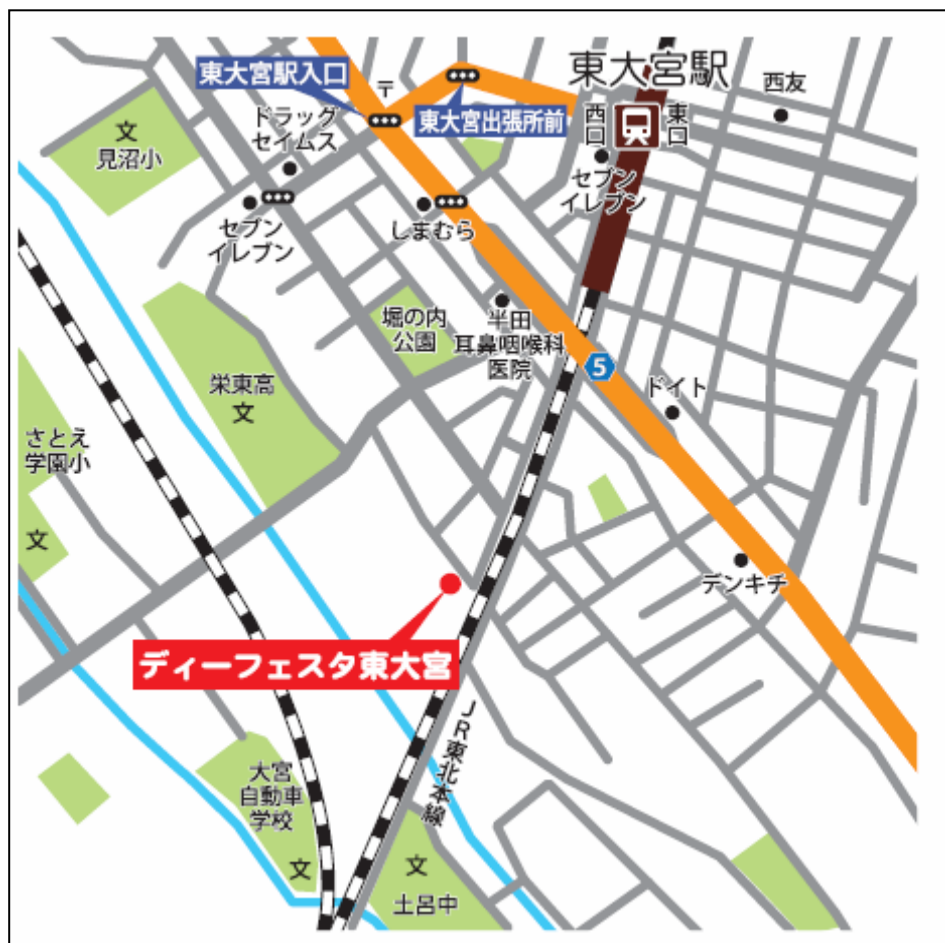 東大宮駅
東大宮駅入口
〒
西友
西口
東口
東大宮出張所前
ドラッグ
セイムス
文
見沼小
セブン
イレブン
セブン
イレブン
しまむら
堀の内
公園
半田
耳鼻咽喉科
医院
5
栄東高
文
ドイト
さとえ
学園小
文
デンキチ
ディーフェスタ東大宮
JR東北本線
大宮
自動車
学校
文
文
土呂中